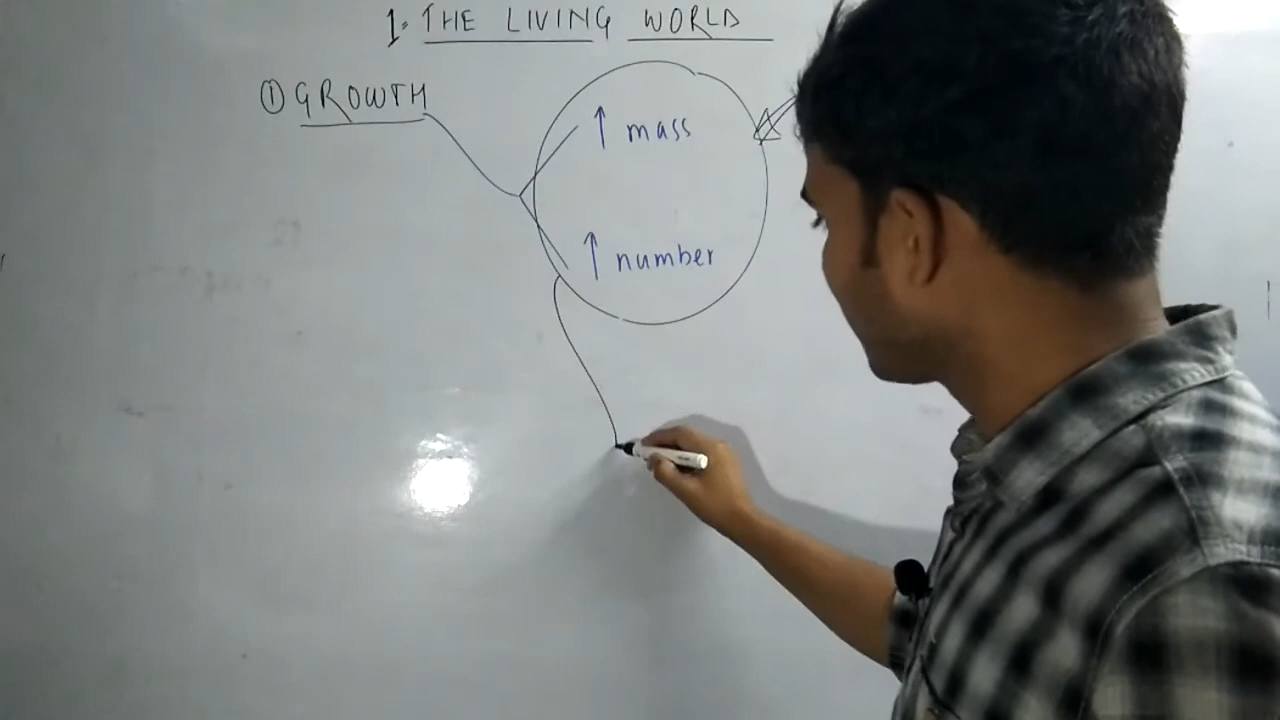 1. THE LIVING WORLD
① GROWTH
↑ mass
↑ number